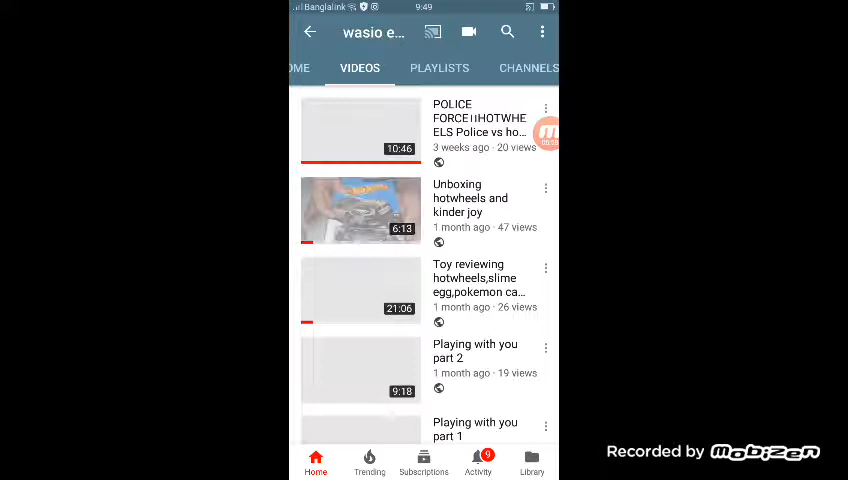 Banglalink
9:49
wasio e...
OME VIDEOS PLAYLISTS CHANNELS
POLICE
FORCE||HOTWHE
ELS Police vs ho...
3 weeks ago · 20 views
10:46
Unboxing
hotwheels and
kinder joy
1 month ago · 47 views
6:13
Toy reviewing
hotwheels,slime
egg,pokemon ca...
1 month ago · 26 views
21:06
Playing with you
part 2
1 month ago · 19 views
9:18
Playing with you
part 1
9
Home Trending Subscriptions Activity Library
Recorded by Mobizen